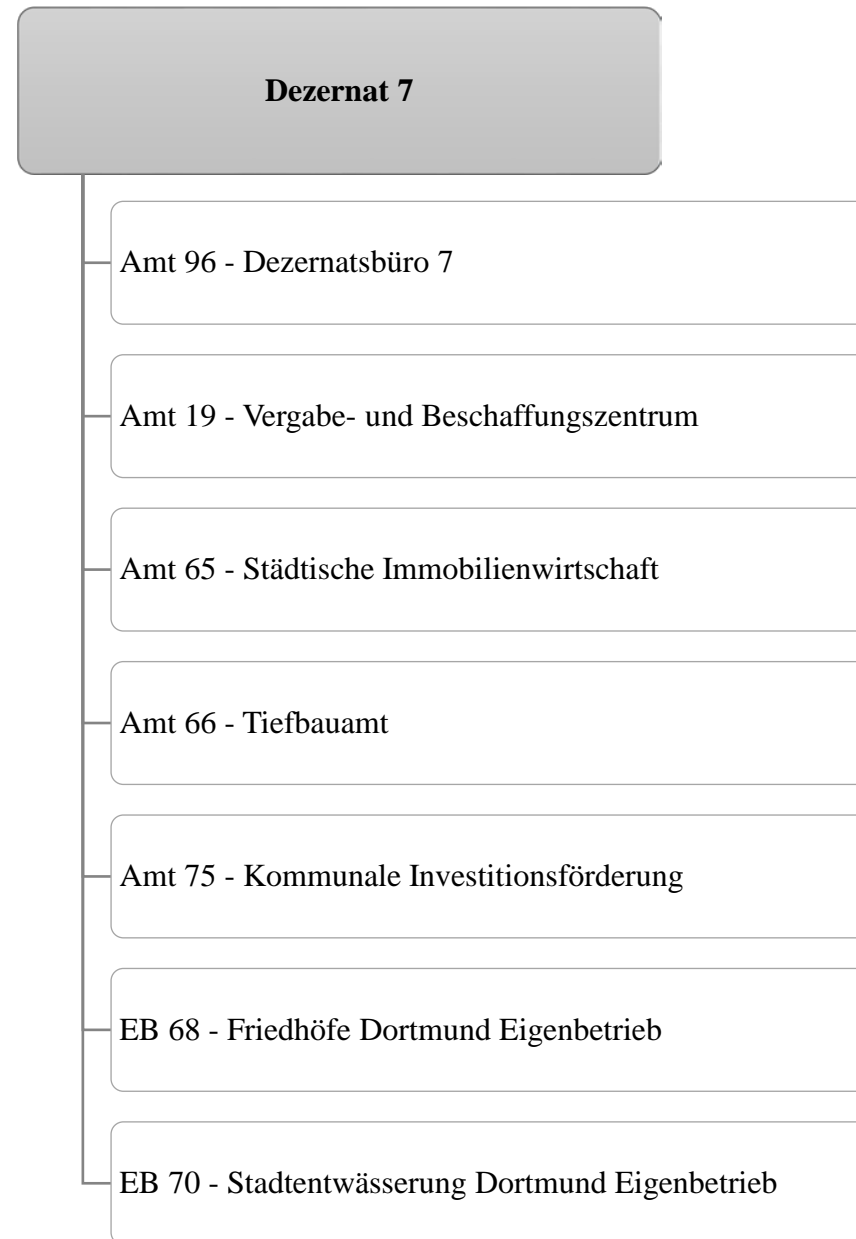 Dezernat 7
Amt 96 - Dezernatsbüro 7
Amt 19 - Vergabe- und Beschaffungszentrum
Amt 65 - Städtische Immobilienwirtschaft
Amt 66 - Tiefbauamt
Amt 75 - Kommunale Investitionsförderung
EB 68 - Friedhöfe Dortmund Eigenbetrieb
EB 70 - Stadtentwässerung Dortmund Eigenbetrieb